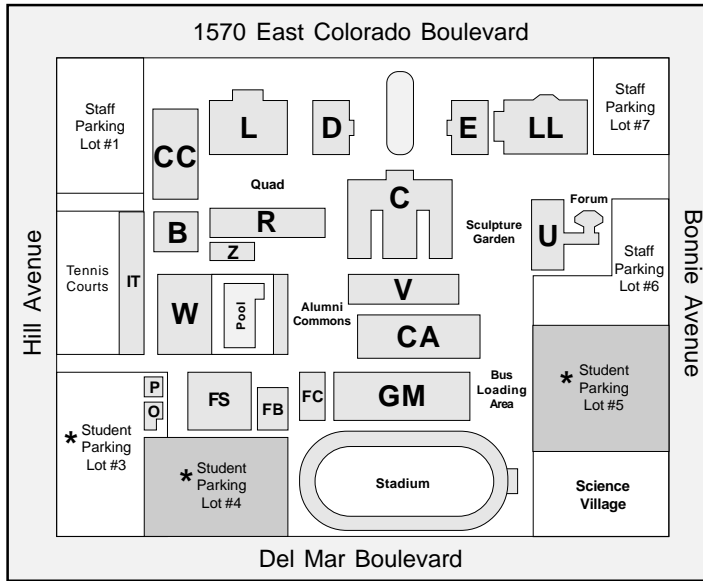 1570 East Colorado Boulevard
Staff
Parking
Lot #1
CC
L
D
E
LL
Staff
Parking
Lot #7
Quad
C
Forum
Sculpture
Garden
U
Staff
Parking
Lot #6
B
R
Z
Hill Avenue
Bonnie Avenue
Tennis
Courts
IT
W
Pool
Alumni
Commons
V
CA
* Student
Parking
Lot #5
P
O
FS
FB
FC
GM
Bus
Loading
Area
* Student
Parking
Lot #3
* Student
Parking
Lot #4
Stadium
Science
Village
Del Mar Boulevard